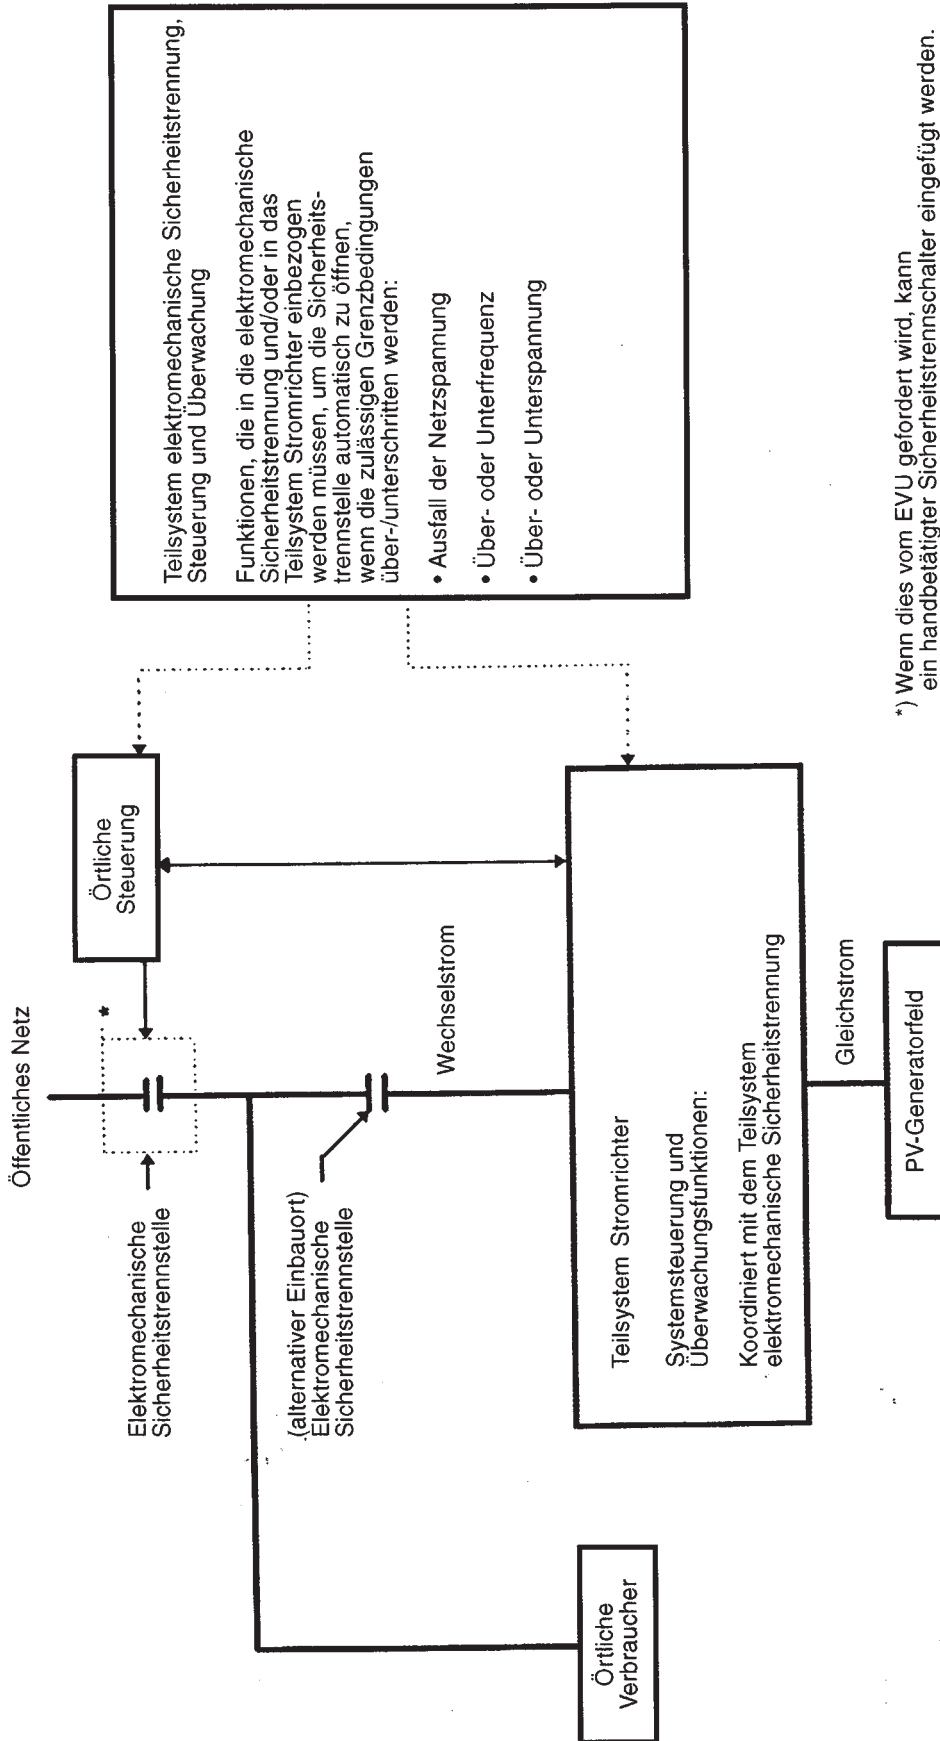 Öffentliches Netz
*
Elektromechanische
Sicherheitstrennstelle
Örtliche
Steuerung
(alternativer Einbauort)
Elektromechanische
Sicherheitstrennstelle
Wechselstrom
Örtliche
Verbraucher
Teilsystem Stromrichter
Systemsteuerung und
Überwachungsfunktionen:
Koordiniert mit dem Teilsystem
elektromechanische Sicherheitstrennung
Gleichstrom
PV-Generatorfeld
Teilsystem elektromechanische Sicherheitstrennung,
Steuerung und Überwachung
Funktionen, die in die elektromechanische
Sicherheitstrennung und/oder in das
Teilsystem Stromrichter einbezogen
werden müssen, um die Sicherheits-
trennstelle automatisch zu öffnen,
wenn die zulässigen Grenzbedingungen
über-/unterschritten werden:
• Ausfall der Netzspannung
• Über- oder Unterfrequenz
• Über- oder Unterspannung
*) Wenn dies vom EVU gefordert wird, kann
ein handbetätigter Sicherheitstrennschalter eingefügt werden.